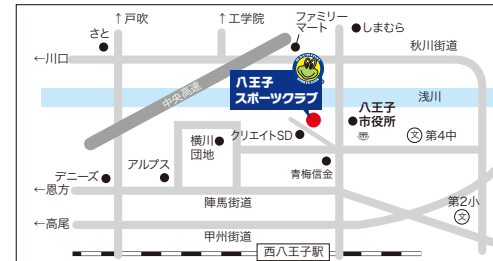 ↑戸吹
↑工学院
ファミリー
マート
しまむら
さと
秋川街道
←川口
中央高速
八王子
スポーツクラブ
浅川
八王子
市役所
クリエイトSD
文 第4中
横川
団地
デニーズ
アルプス
青梅信金
←恩方
陣馬街道
第2小
文
←高尾
甲州街道
西八王子駅